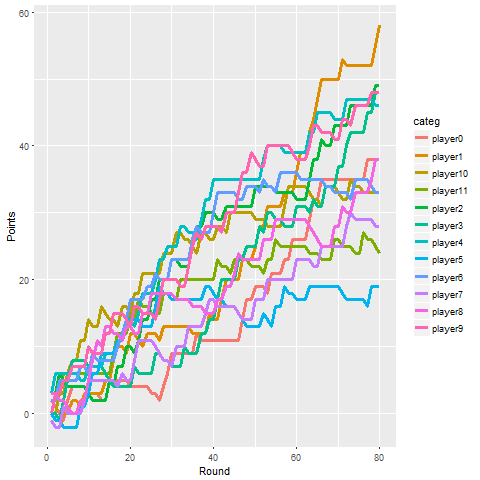 60
40
20
0
Points
0
20
40
60
80
Round
categ
player0
player1
player10
player11
player2
player3
player4
player5
player6
player7
player8
player9